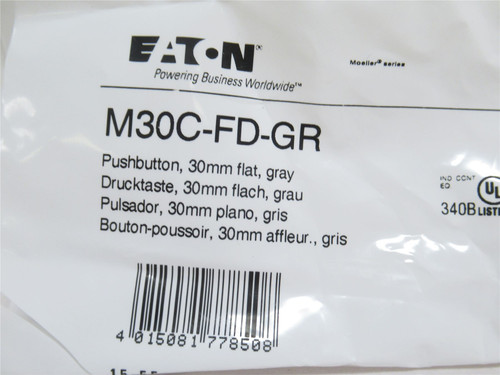 EATON
Powering Business Worldwide™
Moeller® series
M30C-FD-GR
Pushbutton, 30mm flat, gray
Drucktaste, 30mm flach, grau
Pulsador, 30mm plano, gris
Bouton-poussoir, 30mm affleur., gris
IND CONT
EQ
UL
340B LISTE
4 015081 778508